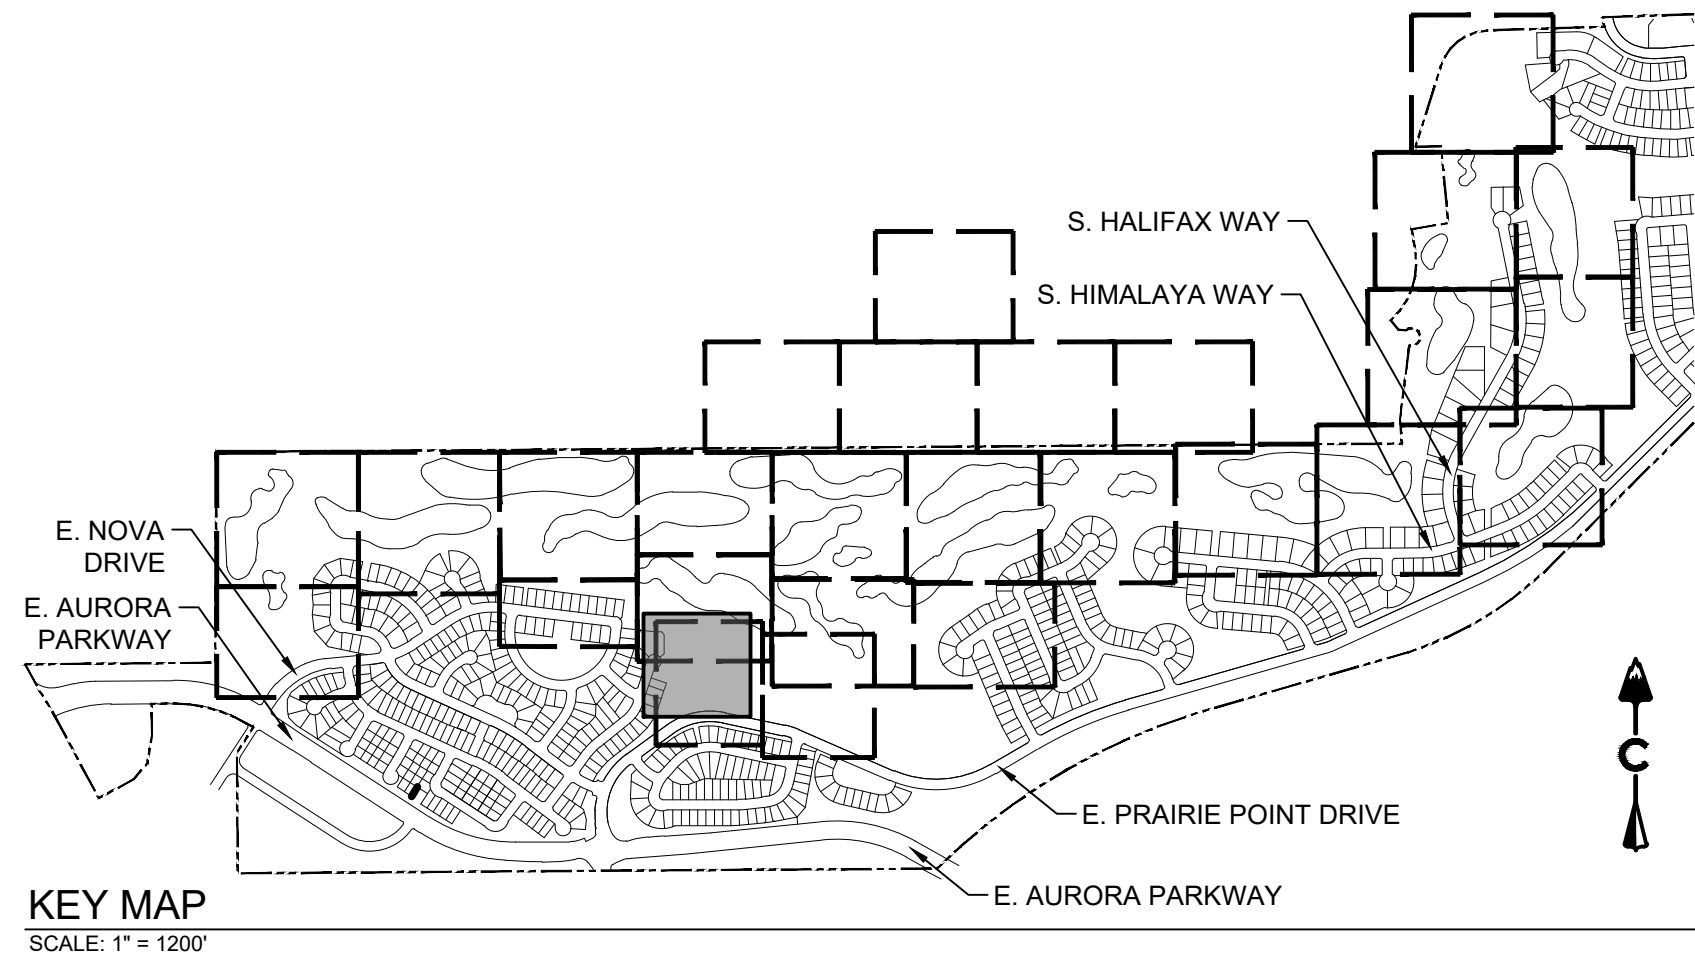 S. HALIFAX WAY
S. HIMALAYA WAY
E. NOVA
DRIVE
E. AURORA
PARKWAY
C
E. PRAIRIE POINT DRIVE
E. AURORA PARKWAY
KEY MAP
SCALE: 1" = 1200'